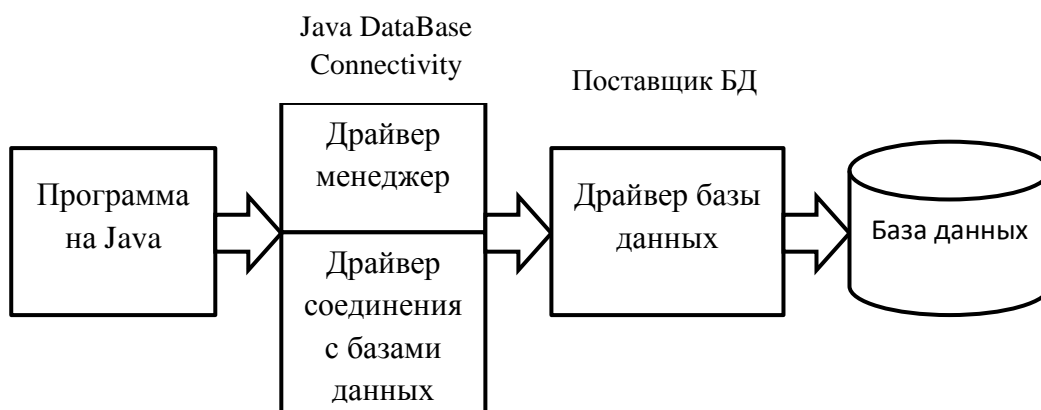 Java DataBase
Connectivity
Поставщик БД
Программа
на Java
Драйвер
менеджер
Драйвер
соединения
с базами
данных
Драйвер базы
данных
База данных